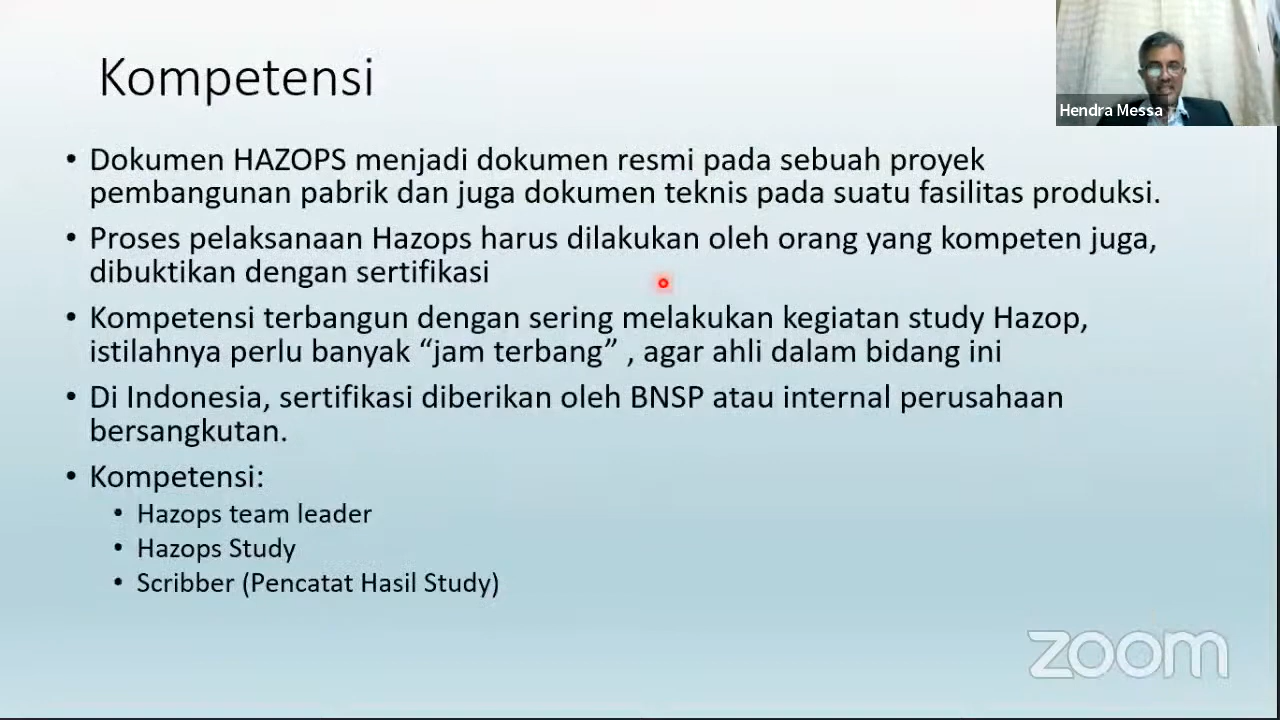 Kompetensi
Hendra Messa
• Dokumen HAZOPS menjadi dokumen resmi pada sebuah proyek
pembangunan pabrik dan juga dokumen teknis pada suatu fasilitas produksi.
• Proses pelaksanaan Hazops harus dilakukan oleh orang yang kompeten juga,
dibuktikan dengan sertifikasi
• Kompetensi terbangun dengan sering melakukan kegiatan study Hazop,
istilahnya perlu banyak “jam terbang” , agar ahli dalam bidang ini
• Di Indonesia, sertifikasi diberikan oleh BNSP atau internal perusahaan
bersangkutan.
• Kompetensi:
• Hazops team leader
• Hazops Study
• Scribber (Pencatat Hasil Study)
zoom